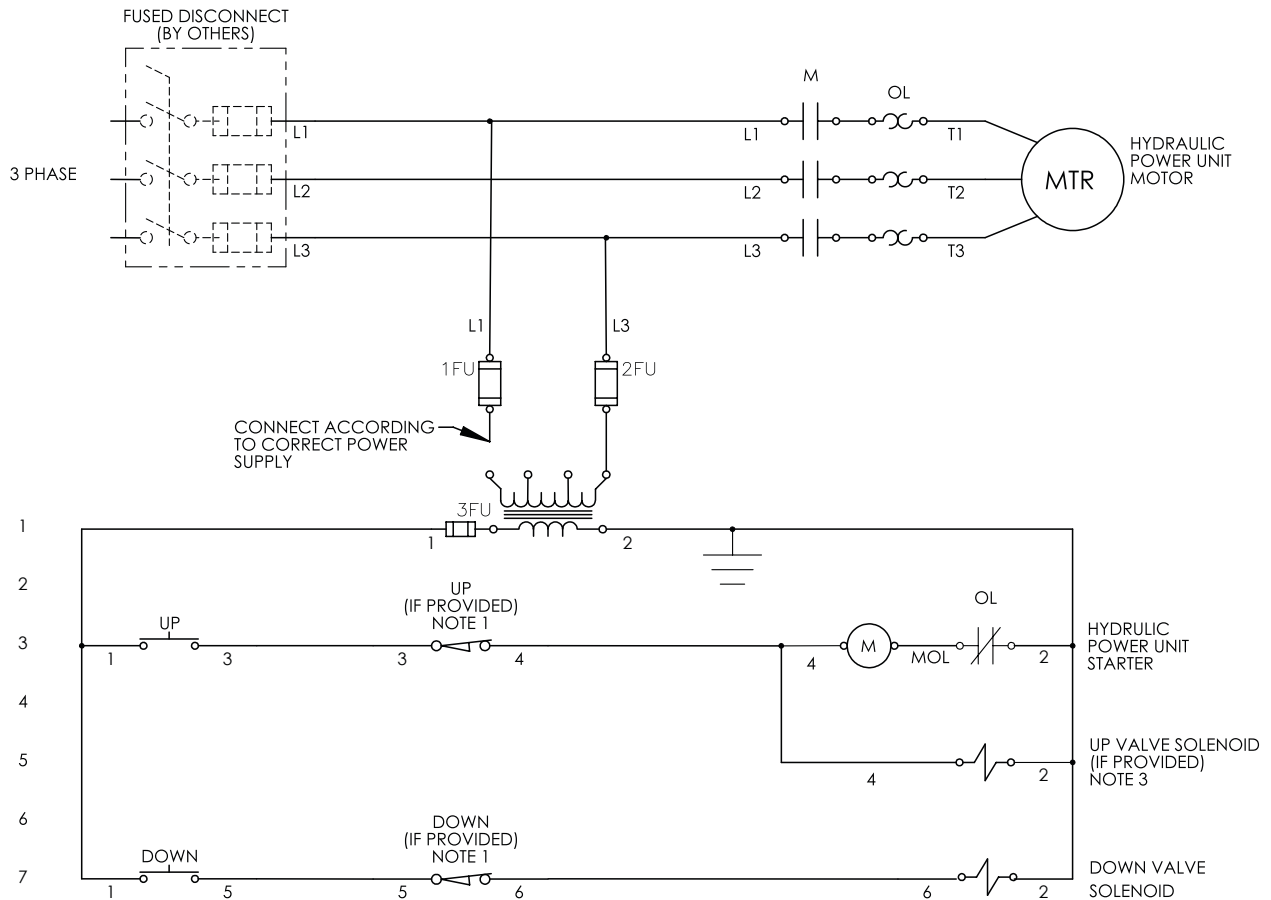 FUSED DISCONNECT
(BY OTHERS)
M
OL
L1
L1
T1
3 PHASE
L2
L2
T2
MTR
HYDRAULIC
POWER UNIT
MOTOR
L3
L3
T3
L1
L3
1FU
2FU
CONNECT ACCORDING
TO CORRECT POWER
SUPPLY
3FU
1
1
2
2
UP
(IF PROVIDED)
NOTE 1
OL
UP
3
1
3
3
4
4
M
MOL
2
HYDRULIC
POWER UNIT
STARTER
4
5
4
2
UP VALVE SOLENOID
(IF PROVIDED)
NOTE 3
6
DOWN
(IF PROVIDED)
NOTE 1
DOWN
7
1
5
5
6
6
2
DOWN VALVE
SOLENOID